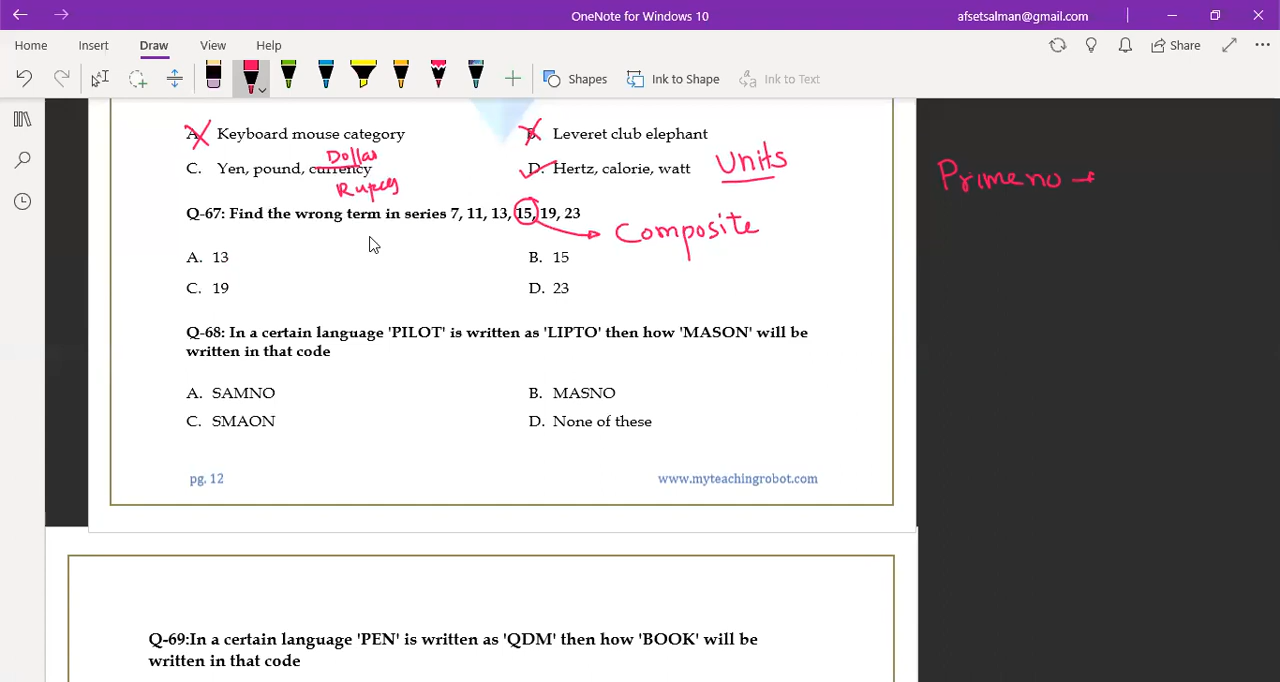 OneNote for Windows 10
afsetsalman@gmail.com
Home Insert Draw View Help
Share
Shapes Ink to Shape Ink to Text
A. Keyboard mouse category
B. Leveret club elephant
Dollar
C. Yen, pound, currency
Rupees
D. Hertz, calorie, watt
Units
Prime no →
Q-67: Find the wrong term in series 7, 11, 13, 15, 19, 23
Composite
A. 13
B. 15
C. 19
D. 23
Q-68: In a certain language 'PILOT' is written as 'LIPTO' then how 'MASON' will be
written in that code
A. SAMNO
B. MASNO
C. SMAON
D. None of these
pg. 12
www.myteachingrobot.com
Q-69:In a certain language 'PEN' is written as 'QDM' then how 'BOOK' will be
written in that code